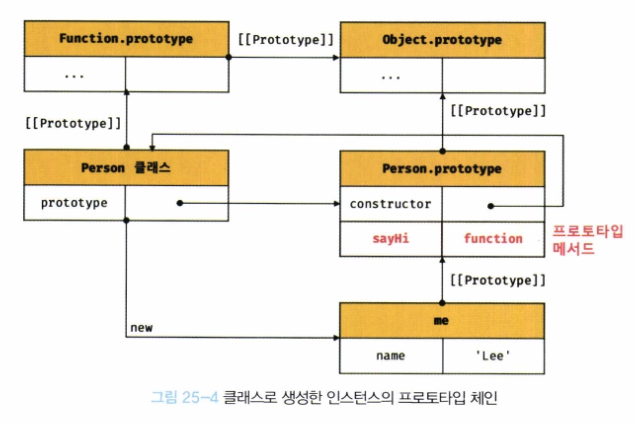 Function.prototype
[[Prototype]]
Object.prototype
...
...
[[Prototype]]
[[Prototype]]
Person 클래스
Person.prototype
prototype
constructor
sayHi
function
프로토타입
메서드
[[Prototype]]
new
me
name
'Lee'
그림 25-4 클래스로 생성한 인스턴스의 프로토타입 체인